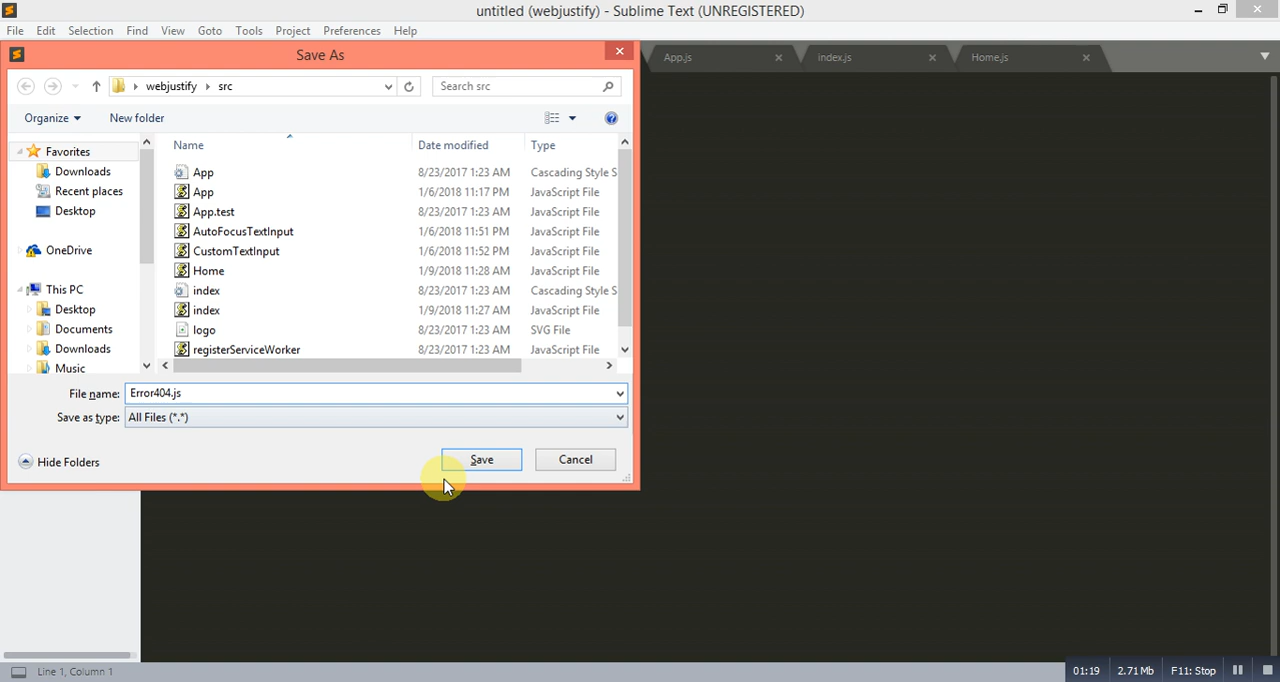 untitled (webjustify) - Sublime Text (UNREGISTERED)
File Edit Selection Find View Goto Tools Project Preferences Help
Save As
App.js
index.js
Home.js
webjustify src
Search src
Organize
New folder
Name Date modified Type
Favorites
Downloads
Recent places
Desktop
OneDrive
This PC
Desktop
Documents
Downloads
Music
App 8/23/2017 1:23 AM Cascading Style S
App 1/6/2018 11:17 PM JavaScript File
App.test 8/23/2017 1:23 AM JavaScript File
AutoFocusTextInput 1/6/2018 11:51 PM JavaScript File
CustomTextInput 1/6/2018 11:52 PM JavaScript File
Home 1/9/2018 11:28 AM JavaScript File
index 8/23/2017 1:23 AM Cascading Style S
index 1/9/2018 11:27 AM JavaScript File
logo 8/23/2017 1:23 AM SVG File
registerServiceWorker 8/23/2017 1:23 AM JavaScript File
File name: Error404.js
Save as type: All Files (*.*)
Hide Folders
Save
Cancel
Line 1, Column 1
01:19 2.71Mb F11: Stop